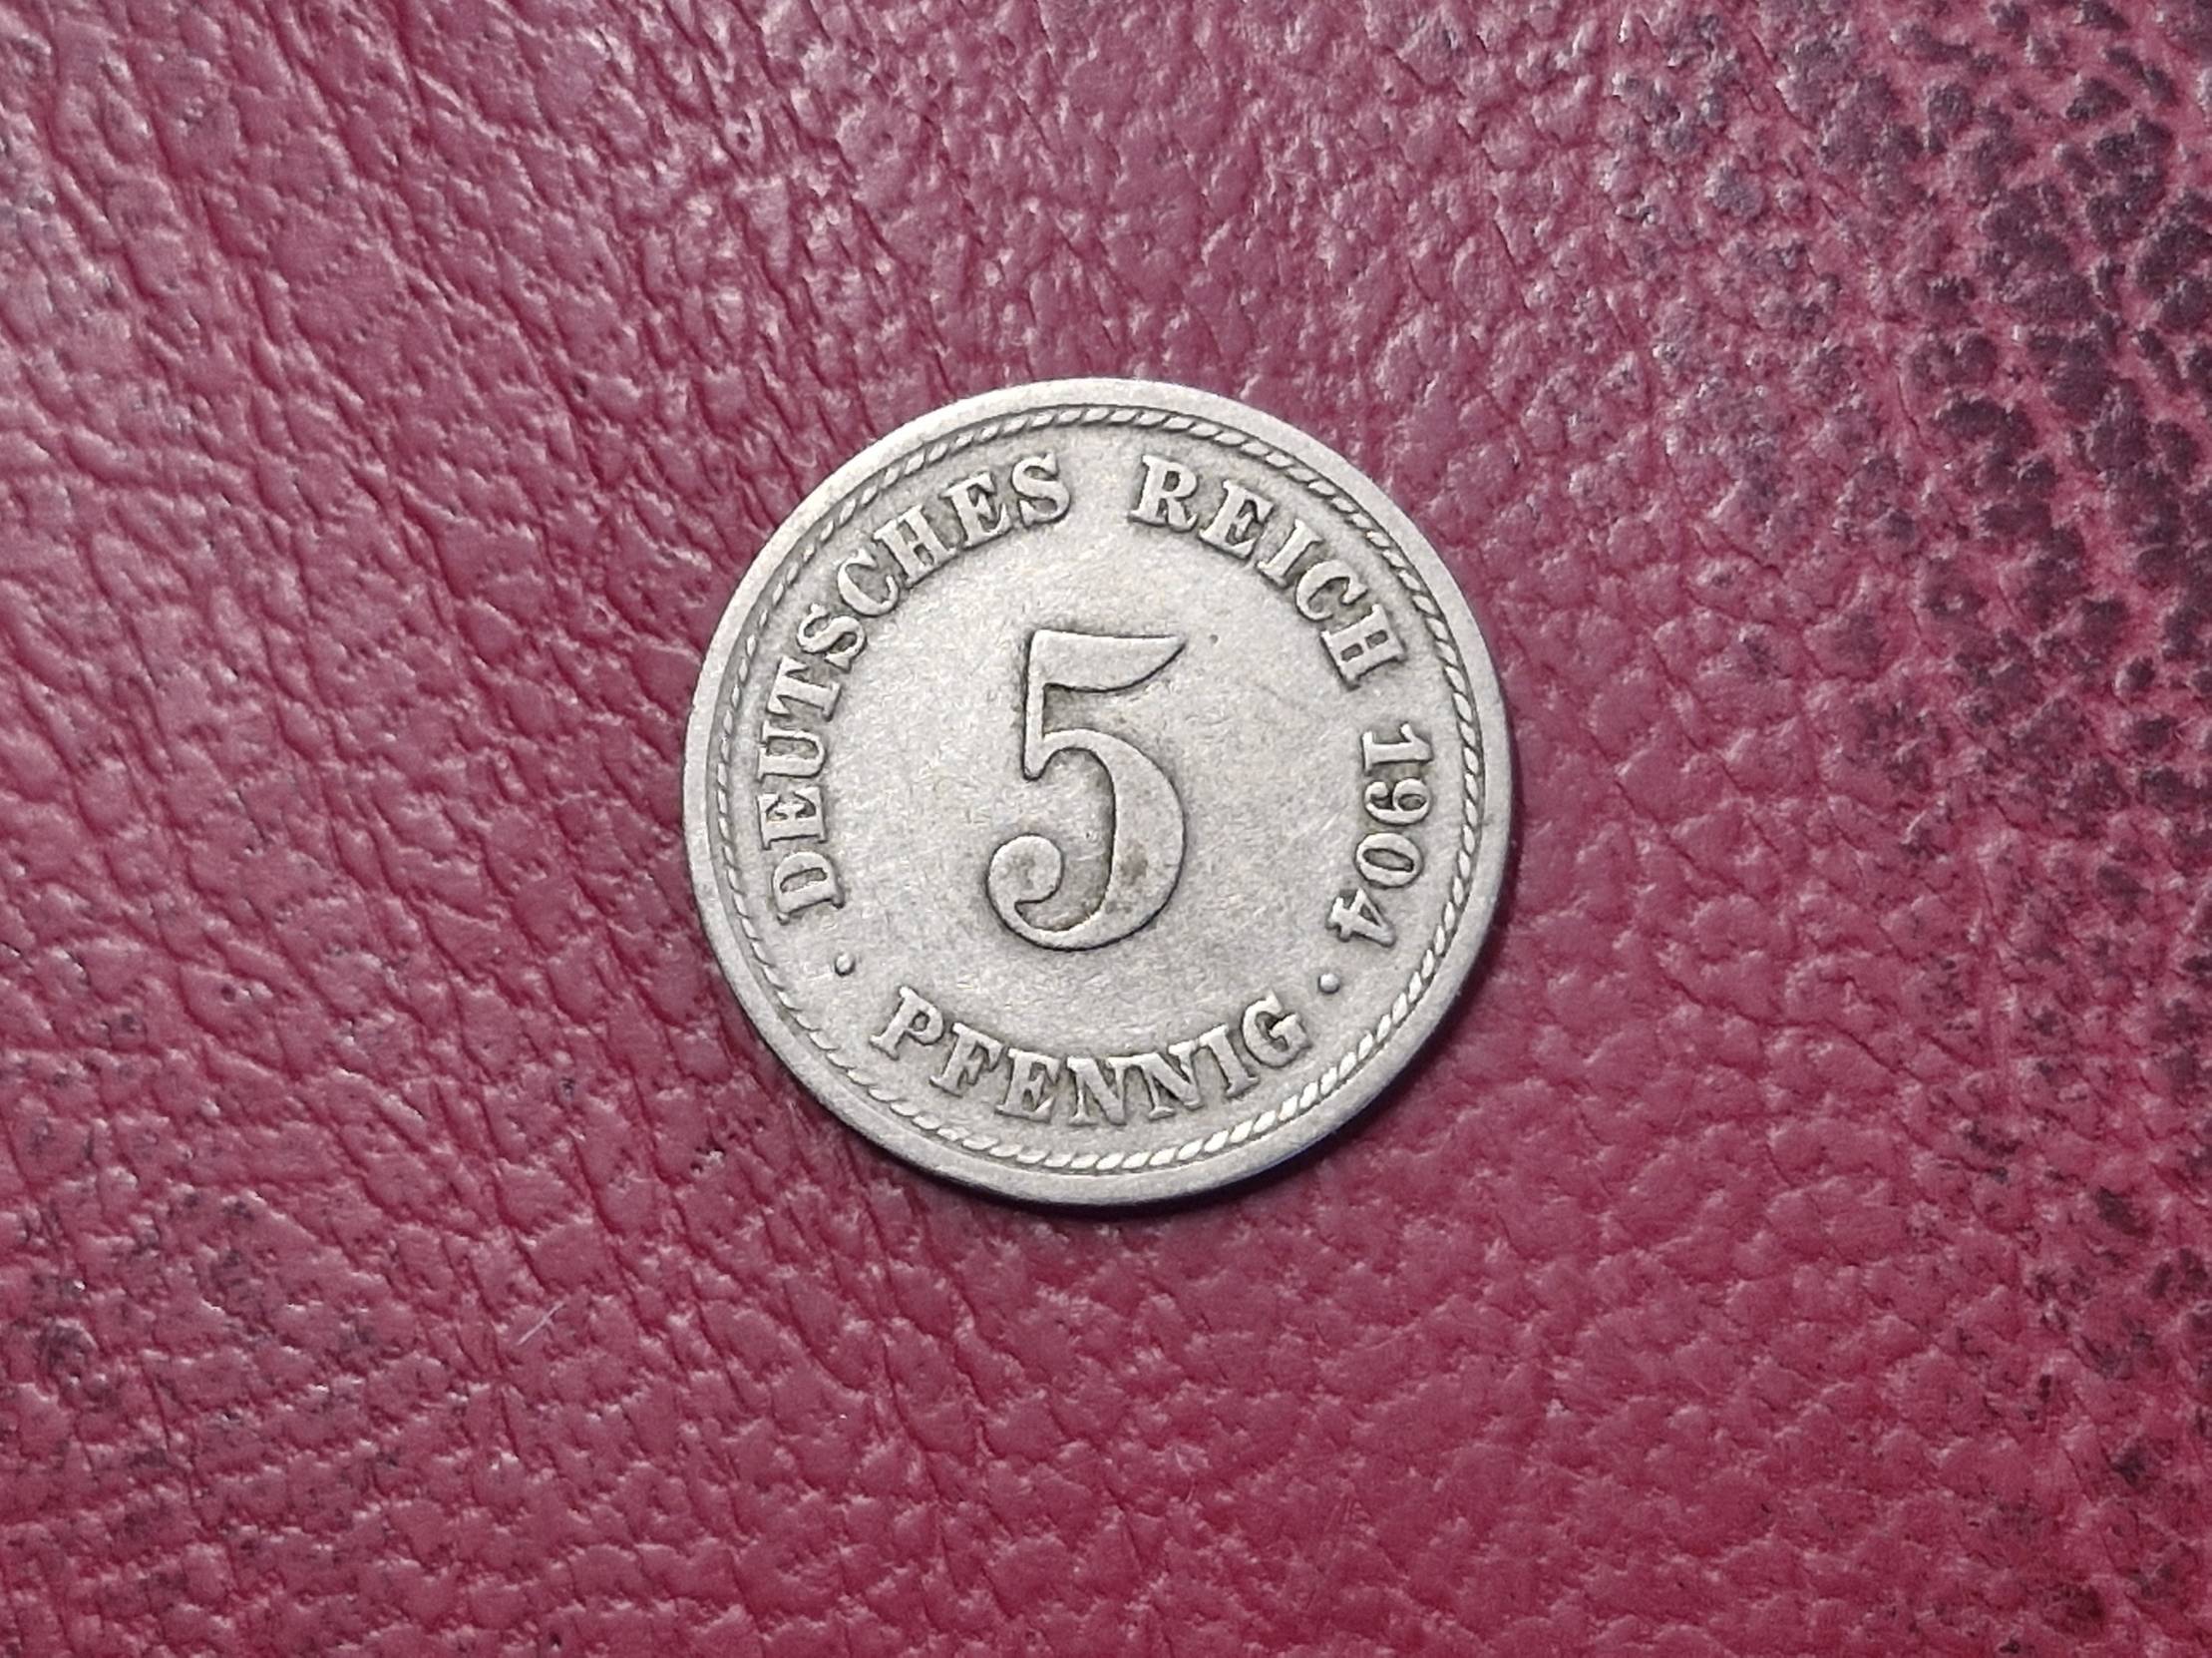 DEUTSCHES REICH 1904
5
· PFENNIG ·